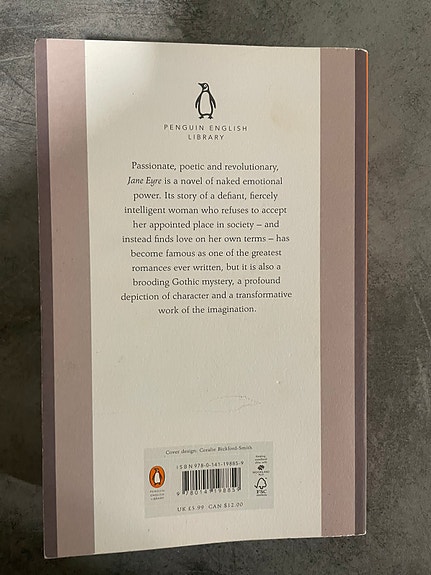 PENGUIN ENGLISH
LIBRARY
Passionate, poetic and revolutionary,
Jane Eyre is a novel of naked emotional
power. Its story of a defiant, fiercely
intelligent woman who refuses to accept
her appointed place in society – and
instead finds love on her own terms – has
become famous as one of the greatest
romances ever written, but it is also a
brooding Gothic mystery, a profound
depiction of character and a transformative
work of the imagination.
Cover design: Coralie Bickford-Smith
ISBN 978-0-141-19885-9
PENGUIN
FSC
UK £5.99 CAN $12.00